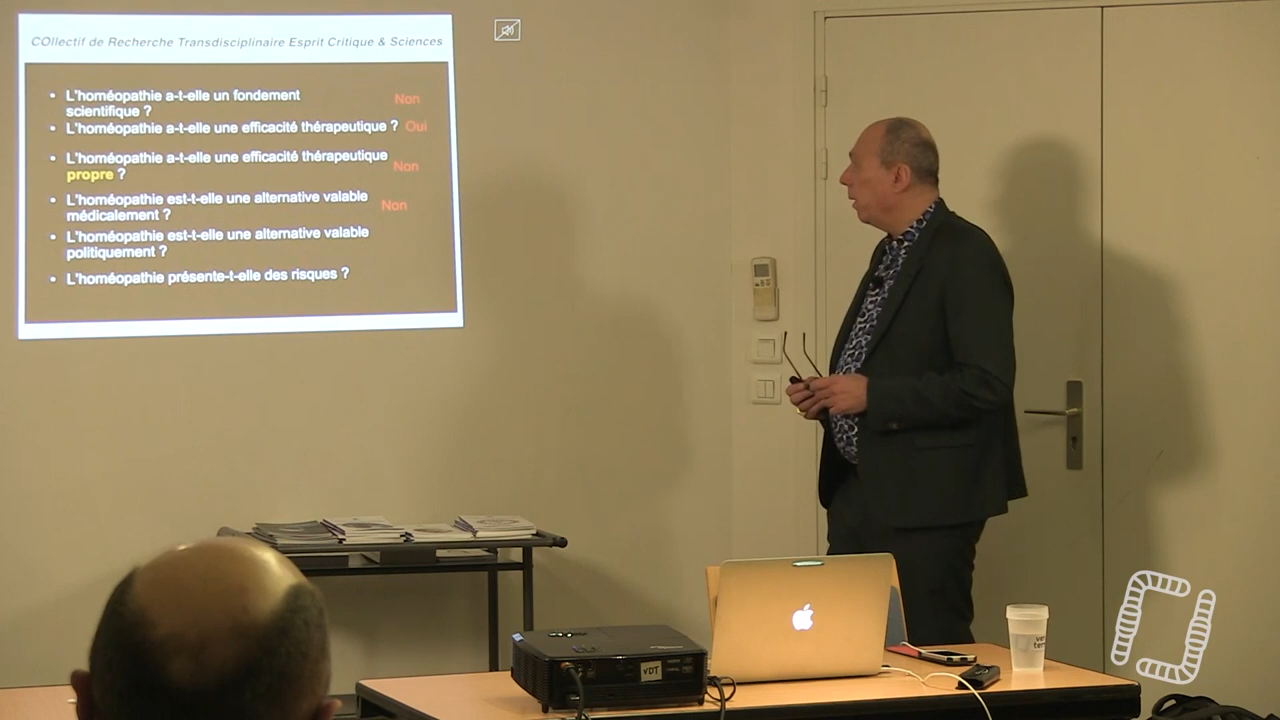 COllectif de Recherche Transdisciplinaire Esprit Critique & Sciences
• L'homéopathie a-t-elle un fondement
scientifique ? Non
• L'homéopathie a-t-elle une efficacité thérapeutique ? Oui
• L'homéopathie a-t-elle une efficacité thérapeutique
propre ? Non
• L'homéopathie est-t-elle une alternative valable
médicalement ? Non
• L'homéopathie est-t-elle une alternative valable
politiquement ?
• L'homéopathie présente-t-elle des risques ?
VDT